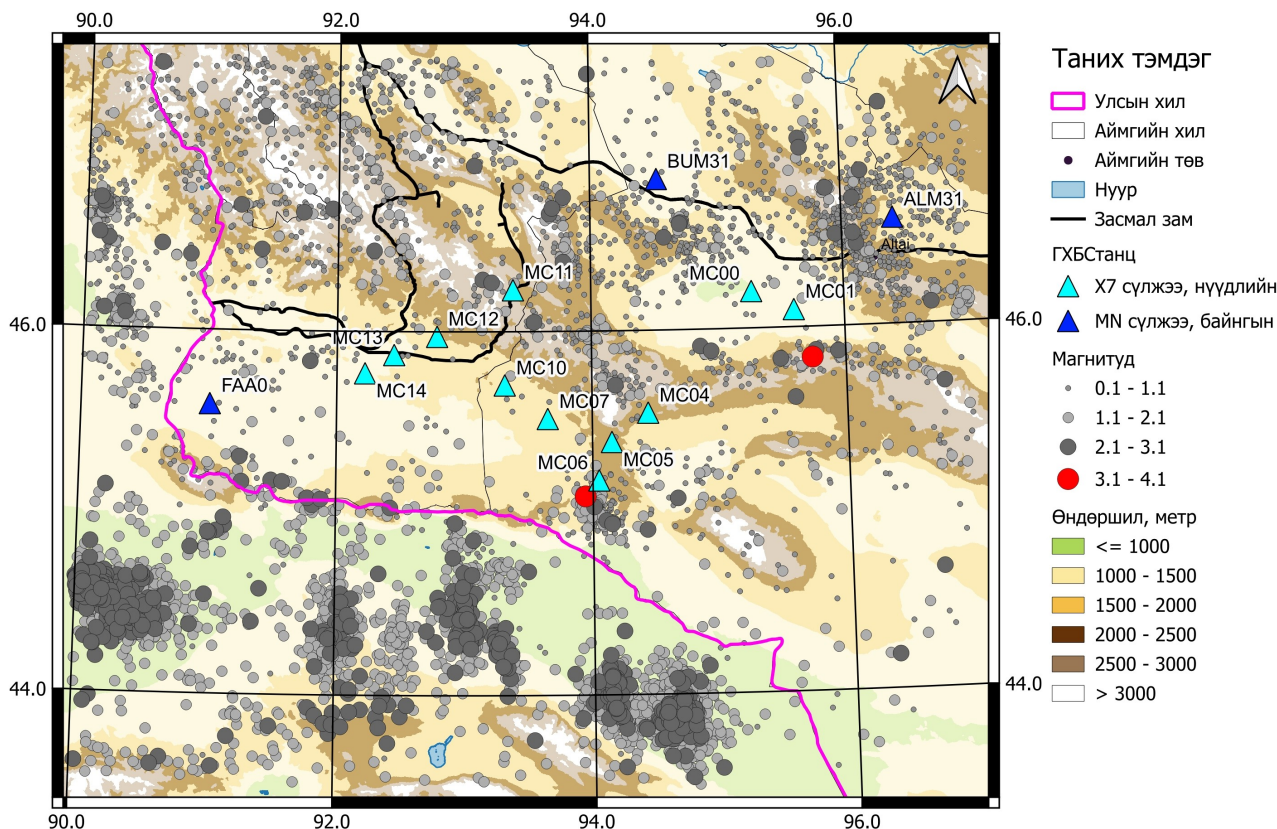 90.0 92.0 94.0 96.0
BUM31
ALM31
Altai
MC00
MC01
MC11
MC12
MC13
MC14
MC10
MC07
MC04
MC05
MC06
FAA0
46.0 46.0
44.0 44.0
90.0 92.0 94.0 96.0
Таних тэмдэг
Улсын хил
Аймгийн хил
Аймгийн төв
Нуур
Засмал зам
ГХБСтанц
X7 сүлжээ, нүүдлийн
MN сүлжээ, байнгын
Магнитуд
0.1 - 1.1
1.1 - 2.1
2.1 - 3.1
3.1 - 4.1
Өндөршил, метр
<= 1000
1000 - 1500
1500 - 2000
2000 - 2500
2500 - 3000
> 3000